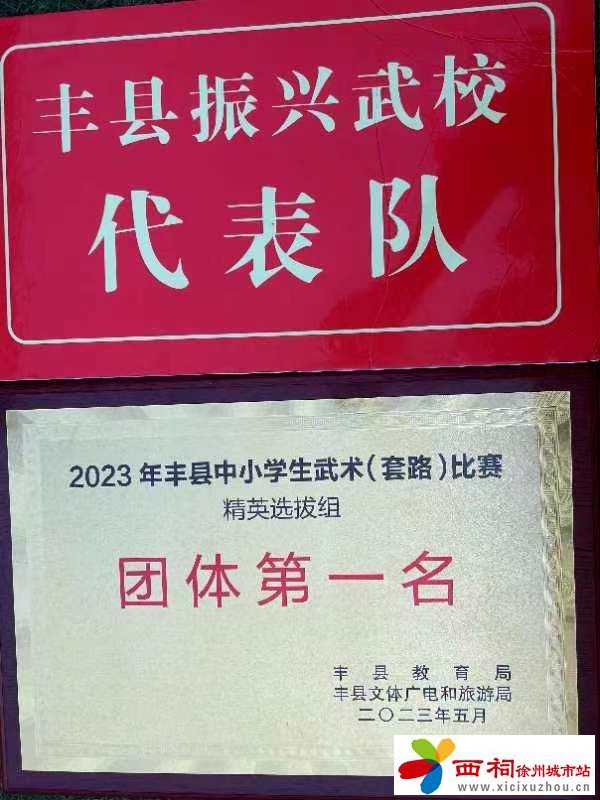 丰县振兴武校
代表队
2023年丰县中小学生武术(套路)比赛
精英选拔组
团体第一名
丰县教育局
丰县文体广电和旅游局
二〇二三年五月
西祠徐州城市站
www.xicixuzhou.cn